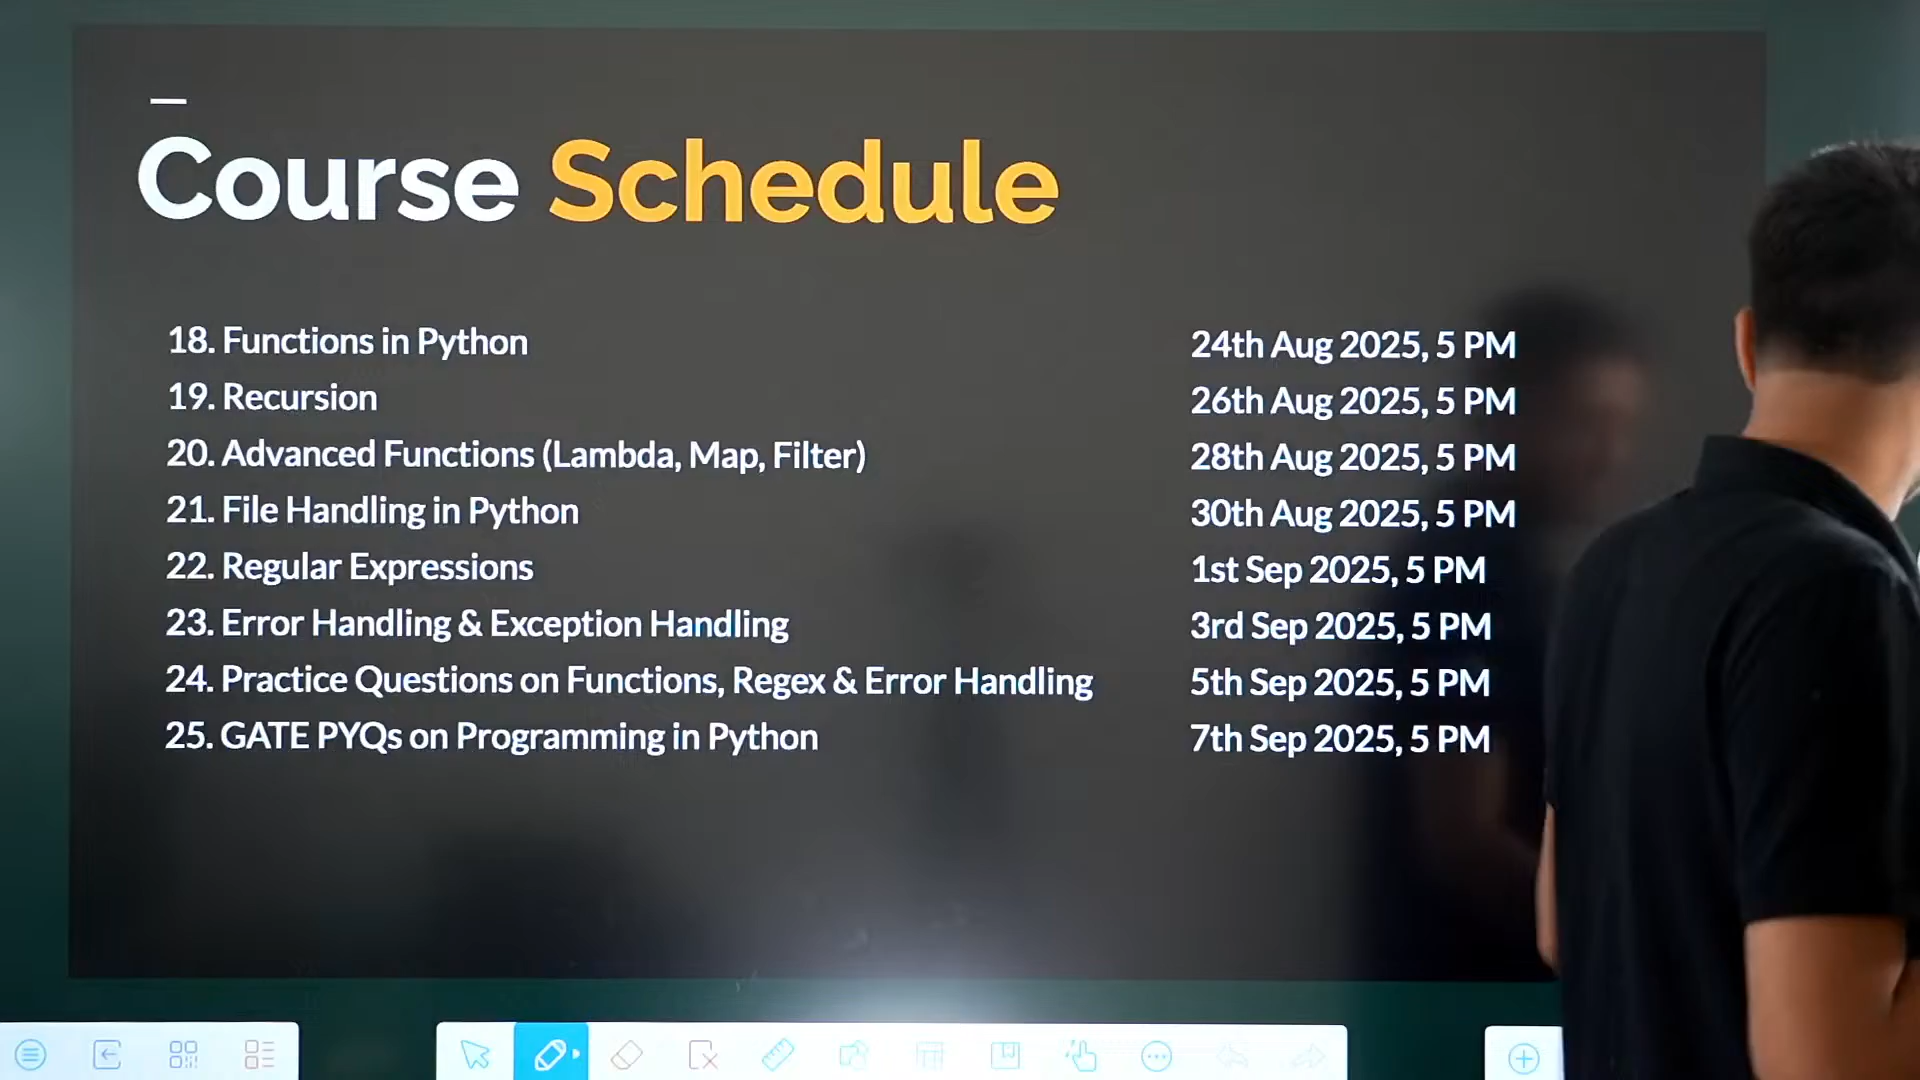 Course Schedule
18. Functions in Python 24th Aug 2025, 5 PM
19. Recursion 26th Aug 2025, 5 PM
20. Advanced Functions (Lambda, Map, Filter) 28th Aug 2025, 5 PM
21. File Handling in Python 30th Aug 2025, 5 PM
22. Regular Expressions 1st Sep 2025, 5 PM
23. Error Handling & Exception Handling 3rd Sep 2025, 5 PM
24. Practice Questions on Functions, Regex & Error Handling 5th Sep 2025, 5 PM
25. GATE PYQs on Programming in Python 7th Sep 2025, 5 PM